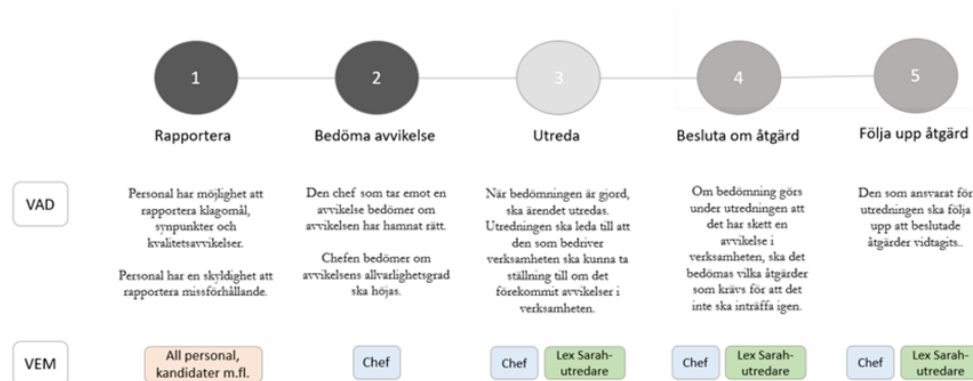 1
2
3
4
5
Rapportera
Bedöma avvikelse
Utreda
Besluta om åtgärd
Följa upp åtgärd
VAD
Personal har möjlighet att
rapportera klagomål,
synpunkter och
kvalitetsavvikelser.
Personal har en skyldighet att
rapportera missförhållande.
Den chef som tar emot en
avvikelse bedömer om
avvikelsen har hamnat rätt.
Chefen bedömer om
avvikelsens allvarlighetsgrad
ska höjas.
När bedömningen är gjord,
ska ärendet utredas.
Utredningen ska leda till att
den som bedriver
verksamheten ska kunna ta
ställning till om det
förekommit avvikelser i
verksamheten.
Om bedömning görs
under utredningen att
det har skett en
avvikelse i
verksamheten, ska det
bedömas vilka åtgärder
som krävs för att det
inte ska inträffa igen.
Den som ansvarat för
utredningen ska följa
upp att beslutade
åtgärder vidtagits..
VEM
All personal,
kandidater m.fl.
Chef
Chef
Lex Sarah-
utredare
Chef
Lex Sarah-
utredare
Chef
Lex Sarah-
utredare